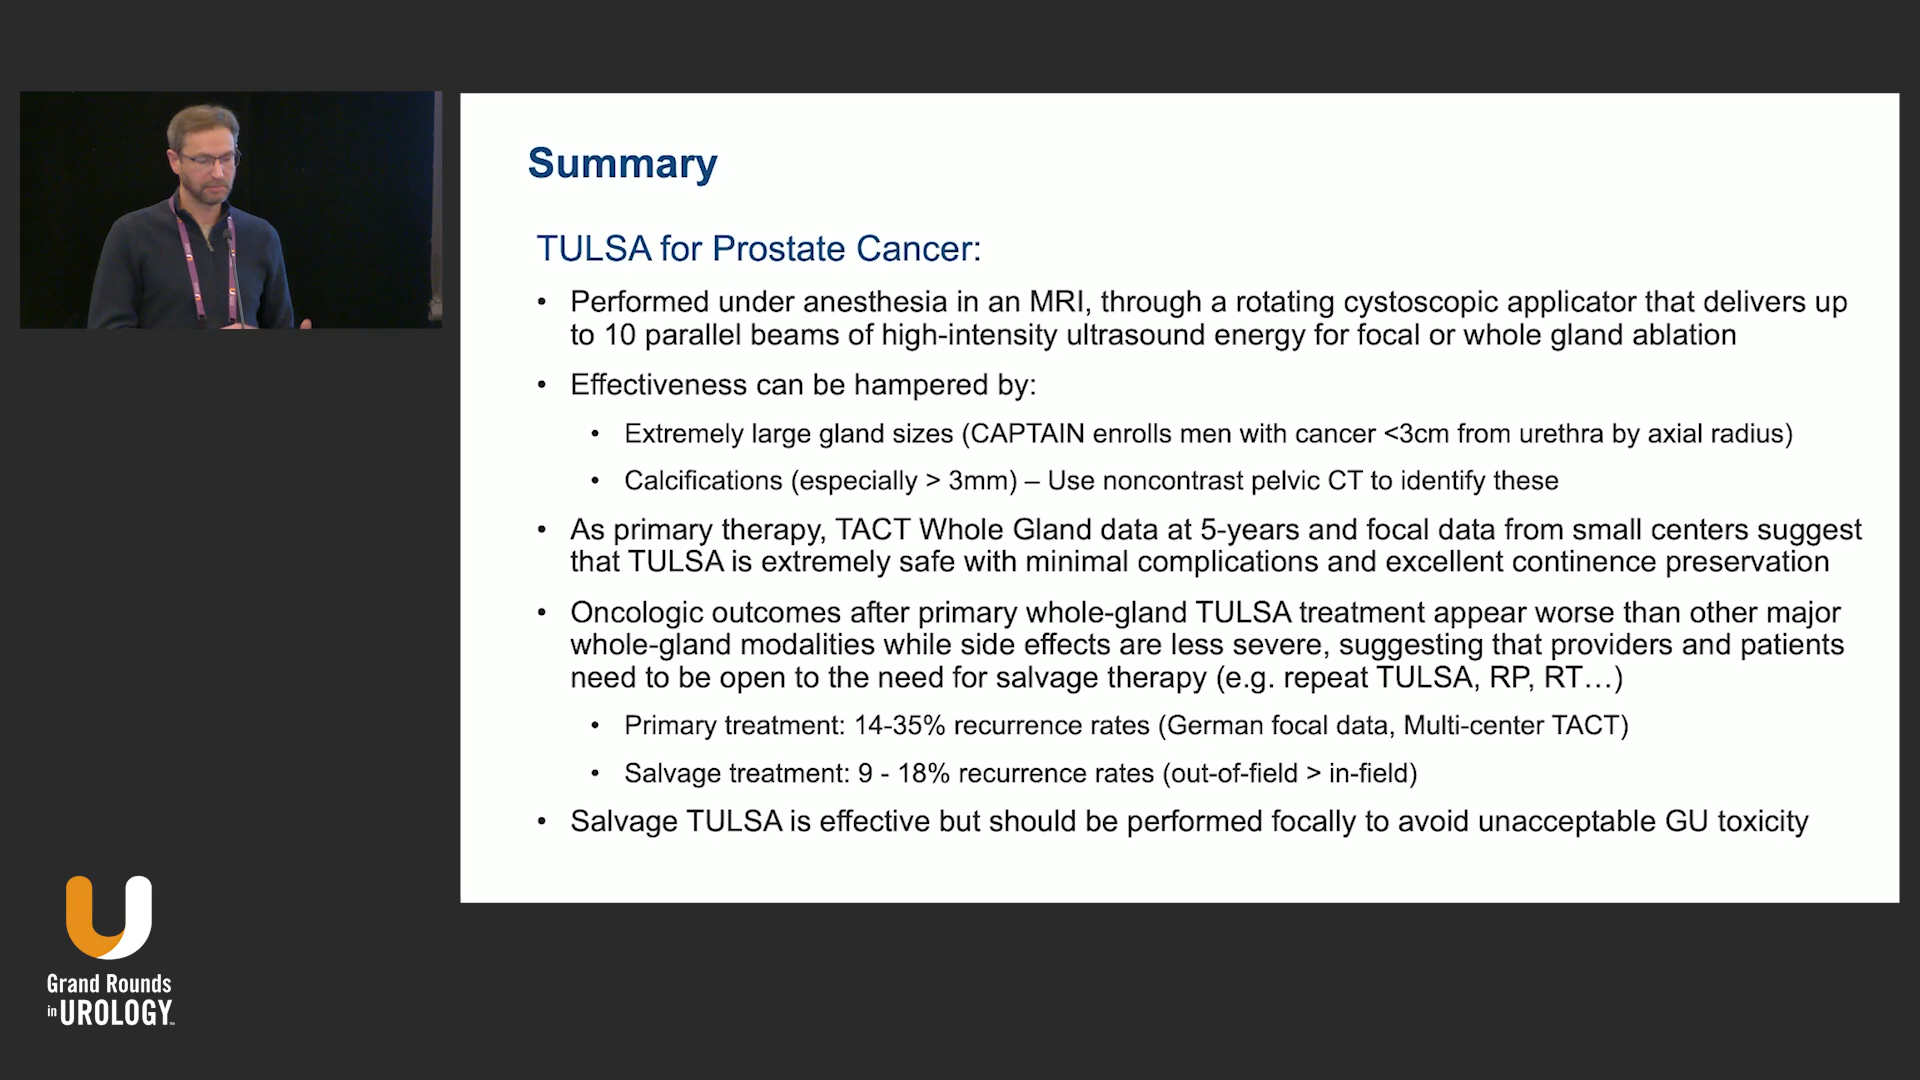 Summary
TULSA for Prostate Cancer:
• Performed under anesthesia in an MRI, through a rotating cystoscopic applicator that delivers up
to 10 parallel beams of high-intensity ultrasound energy for focal or whole gland ablation
• Effectiveness can be hampered by:
• Extremely large gland sizes (CAPTAIN enrolls men with cancer <3cm from urethra by axial radius)
• Calcifications (especially > 3mm) – Use noncontrast pelvic CT to identify these
• As primary therapy, TACT Whole Gland data at 5-years and focal data from small centers suggest
that TULSA is extremely safe with minimal complications and excellent continence preservation
• Oncologic outcomes after primary whole-gland TULSA treatment appear worse than other major
whole-gland modalities while side effects are less severe, suggesting that providers and patients
need to be open to the need for salvage therapy (e.g. repeat TULSA, RP, RT…)
• Primary treatment: 14-35% recurrence rates (German focal data, Multi-center TACT)
• Salvage treatment: 9 - 18% recurrence rates (out-of-field > in-field)
• Salvage TULSA is effective but should be performed focally to avoid unacceptable GU toxicity
Grand Rounds
in UROLOGY™